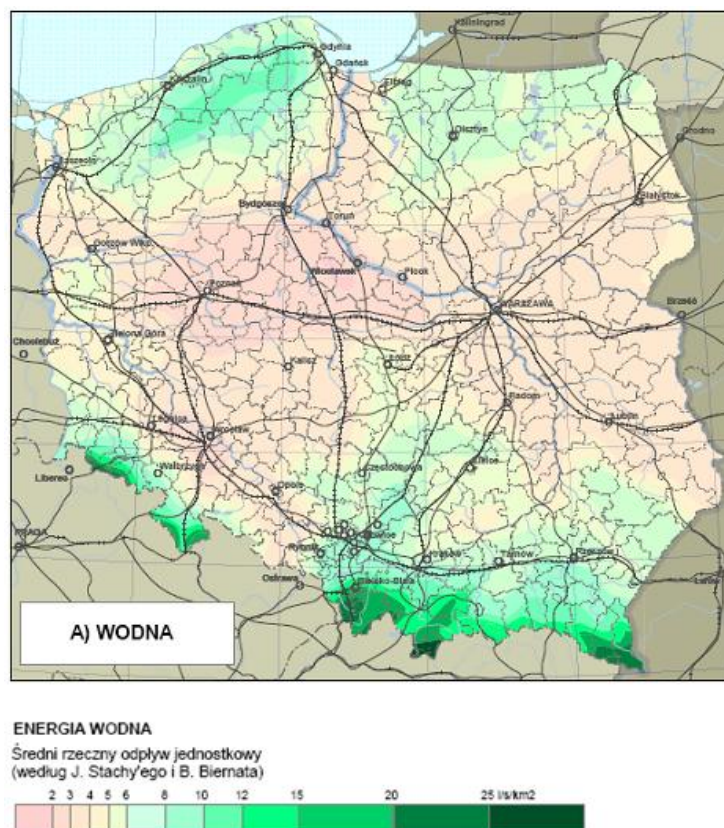 Kaliningrad
Gdynia
Gdańsk
Koszalin
Elbląg
Olsztyn
Grodno
Szczecin
Białystok
Bydgoszcz
Toruń
Gorzów Wlkp.
Włocławek
Płock
Poznań
WARSZAWA
Brześć
Zielona Góra
Chociebuż
Kalisz
Łódź
Radom
Lublin
Legnica
Wrocław
Kielce
Wałbrzych
Częstochowa
Liberec
Opole
PRAGA
Rybnik
Kraków
Tarnów
Rzeszów
Ostrawa
Bielsko-Biała
A) WODNA
ENERGIA WODNA
Średni rzeczny odpływ jednostkowy
(według J. Stachy'ego i B. Biernata)
2 3 4 5 6 8 10 12 15 20 25 l/s/km2